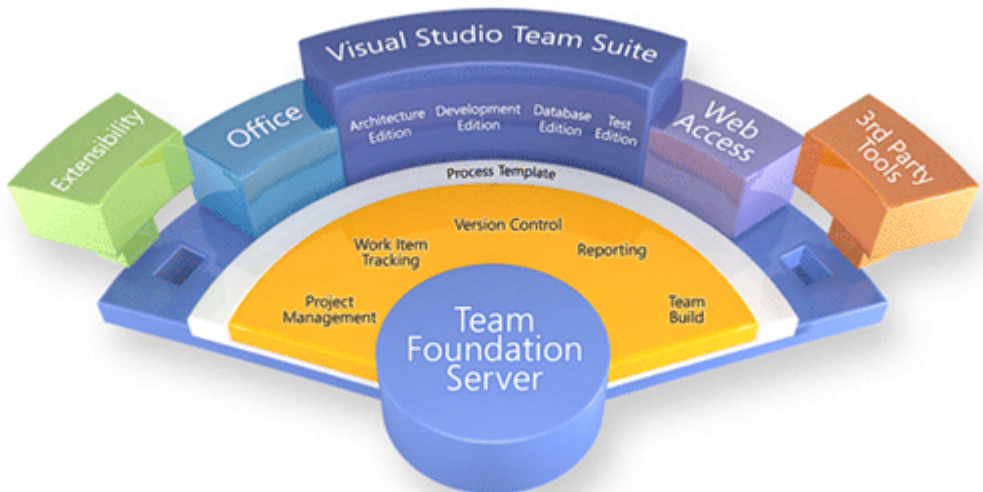 Visual Studio Team Suite
Architecture
Edition
Development
Edition
Database
Edition
Test
Edition
Extensibility
Office
Web
Access
3rd Party
Tools
Process Template
Version Control
Work Item
Tracking
Reporting
Project
Management
Team
Build
Team
Foundation
Server